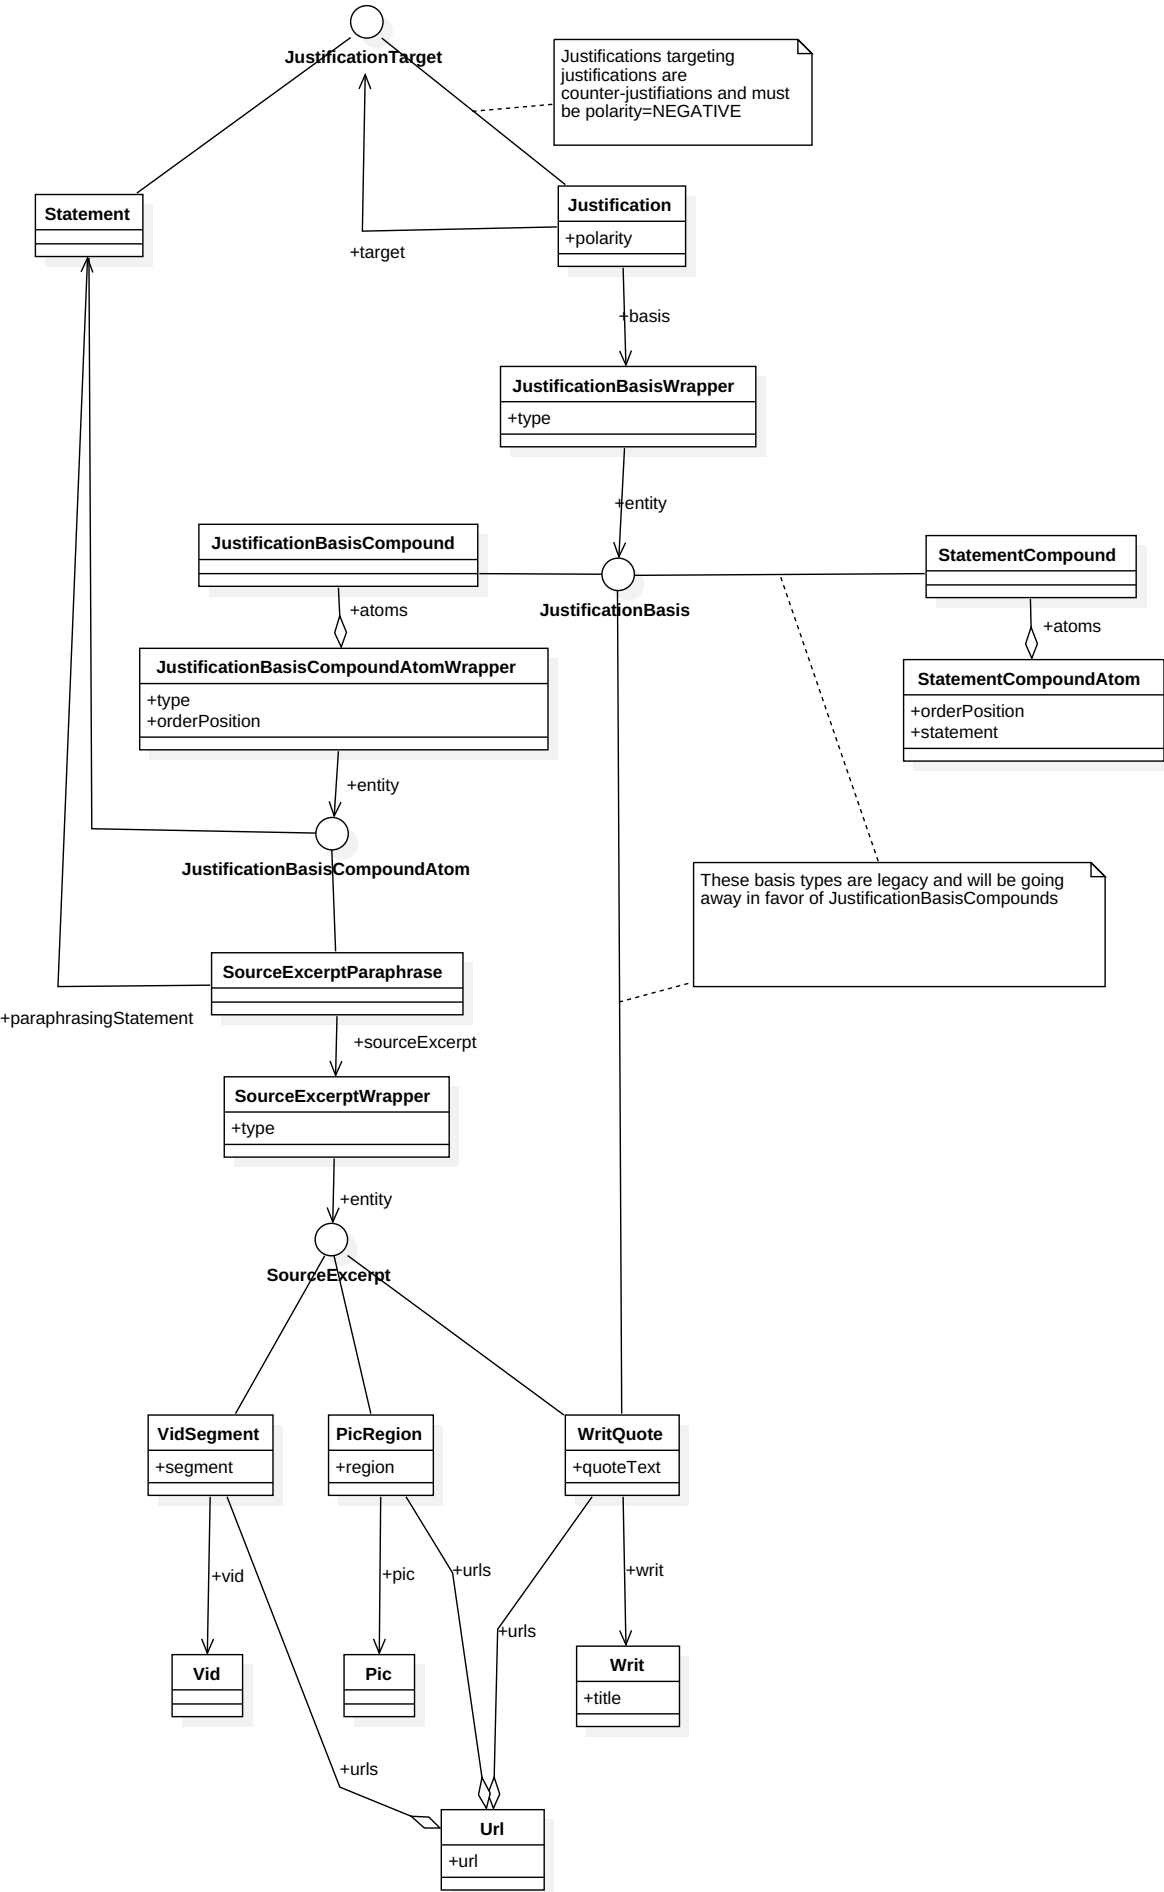 JustificationTarget
Justifications targeting
justifications are
counter-justifiations and must
be polarity=NEGATIVE
Statement
Justification
+polarity
+target
+basis
JustificationBasisWrapper
+type
+entity
JustificationBasisCompound
StatementCompound
JustificationBasis
+atoms
+atoms
JustificationBasisCompoundAtomWrapper
+type
+orderPosition
StatementCompoundAtom
+orderPosition
+statement
+entity
JustificationBasisCompoundAtom
These basis types are legacy and will be going
away in favor of JustificationBasisCompounds
SourceExcerptParaphrase
+paraphrasingStatement
+sourceExcerpt
SourceExcerptWrapper
+type
+entity
SourceExcerpt
VidSegment
+segment
PicRegion
+region
WritQuote
+quoteText
+vid
+pic
+urls
+urls
+writ
Vid
Pic
Writ
+title
+urls
Url
+url